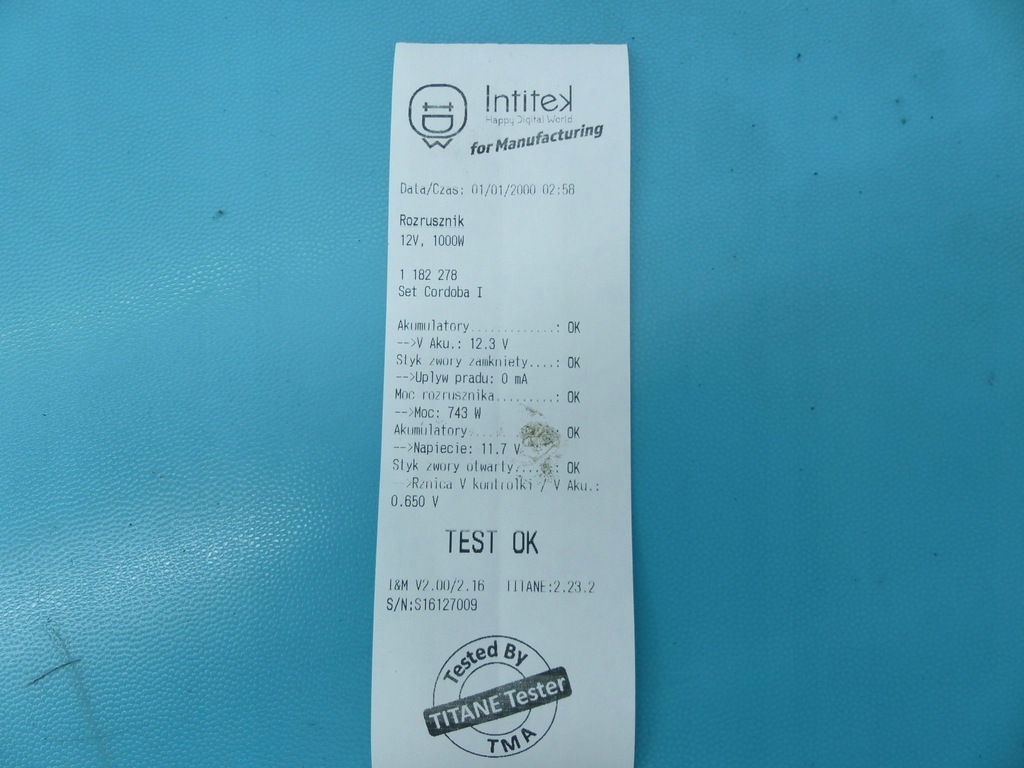 Intitek
Happy Digital World
for Manufacturing
Data/Czas: 01/01/2000 02:58
Rozrusznik
12V, 1000W
1 182 278
Set Cordoba I
Akumulatory.............: OK
-->V Aku.: 12.3 V
Styk zwory zamkniety....: OK
-->Uplyw pradu: 0 mA
Moc rozrusznika.........: OK
-->Moc: 743 W
Akumulatory.............: OK
-->Napiecie: 11.7 V
Styk zwory otwarty......: OK
-->Rznica V kontrolki / V Aku.:
0.650 V
TEST OK
I&M V2.00/2.16 TITANE:2.23.2
S/N:S16127009
Tested By
TITANE Tester
TMA